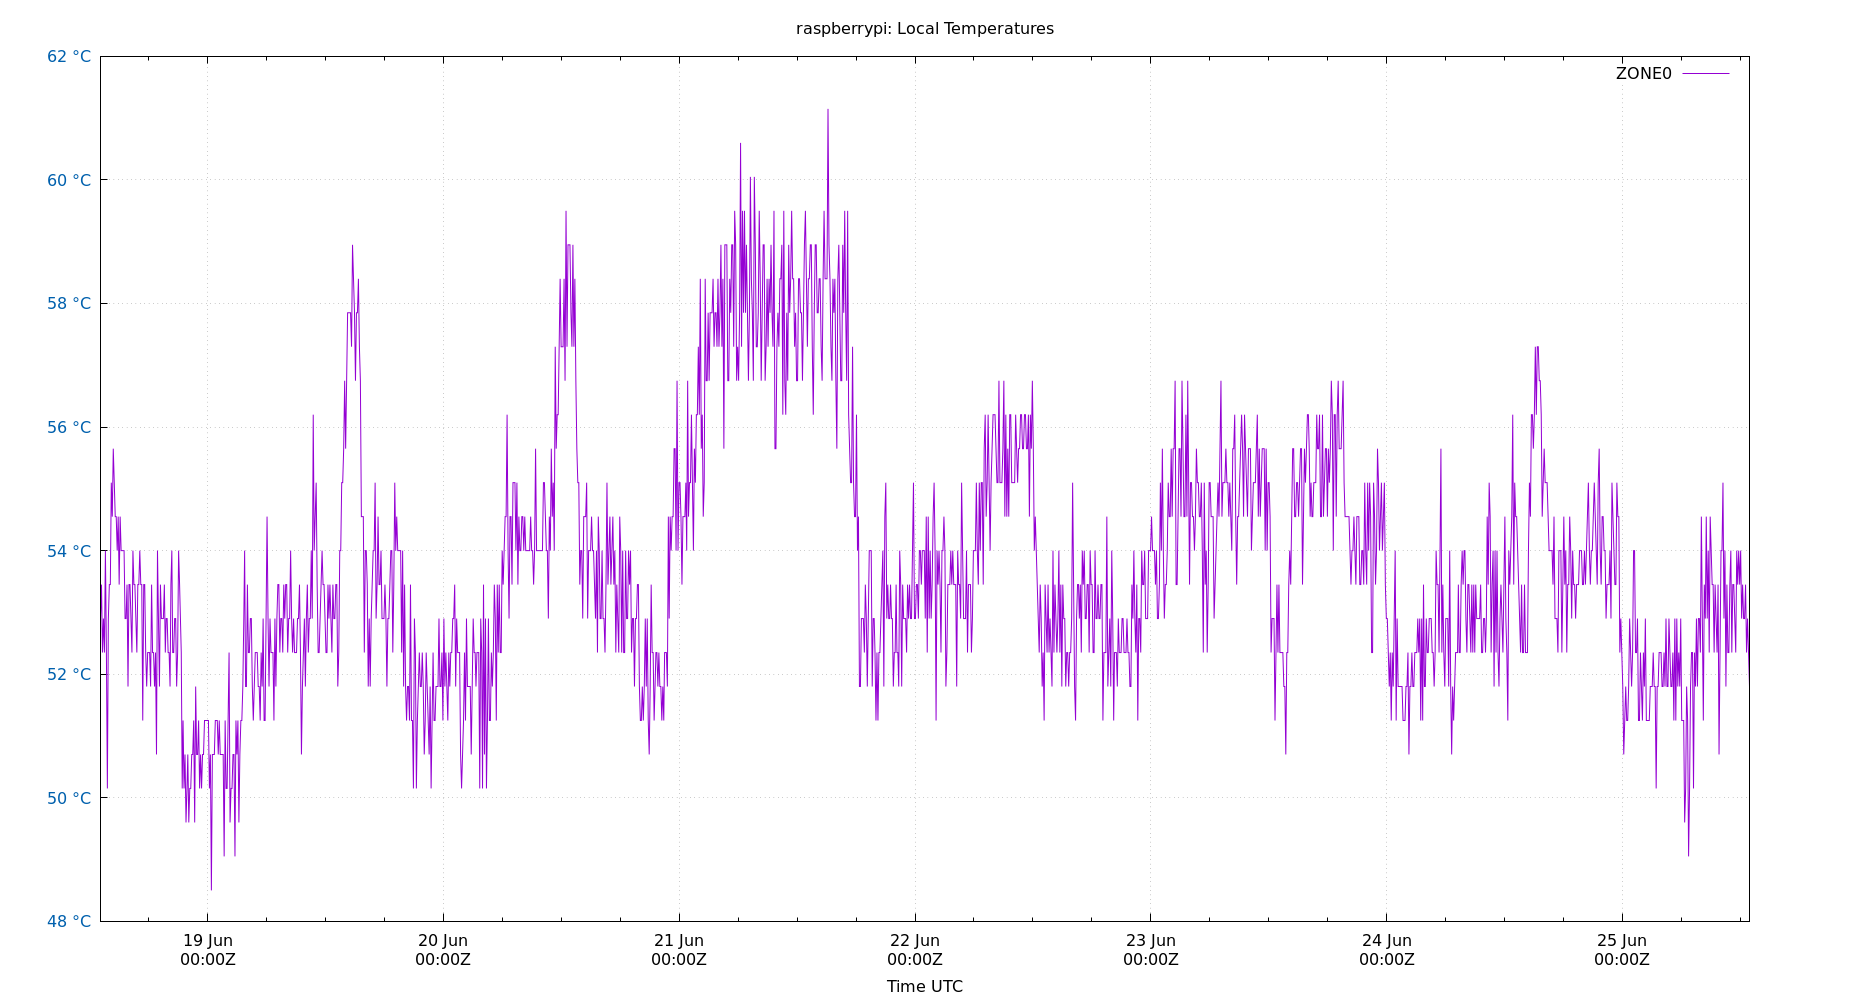 raspberrypi: Local Temperatures
62 °C
ZONE0
60 °C
58 °C
56 °C
54 °C
52 °C
50 °C
48 °C
19 Jun 20 Jun 21 Jun 22 Jun 23 Jun 24 Jun 25 Jun
00:00Z 00:00Z 00:00Z 00:00Z 00:00Z 00:00Z 00:00Z
Time UTC